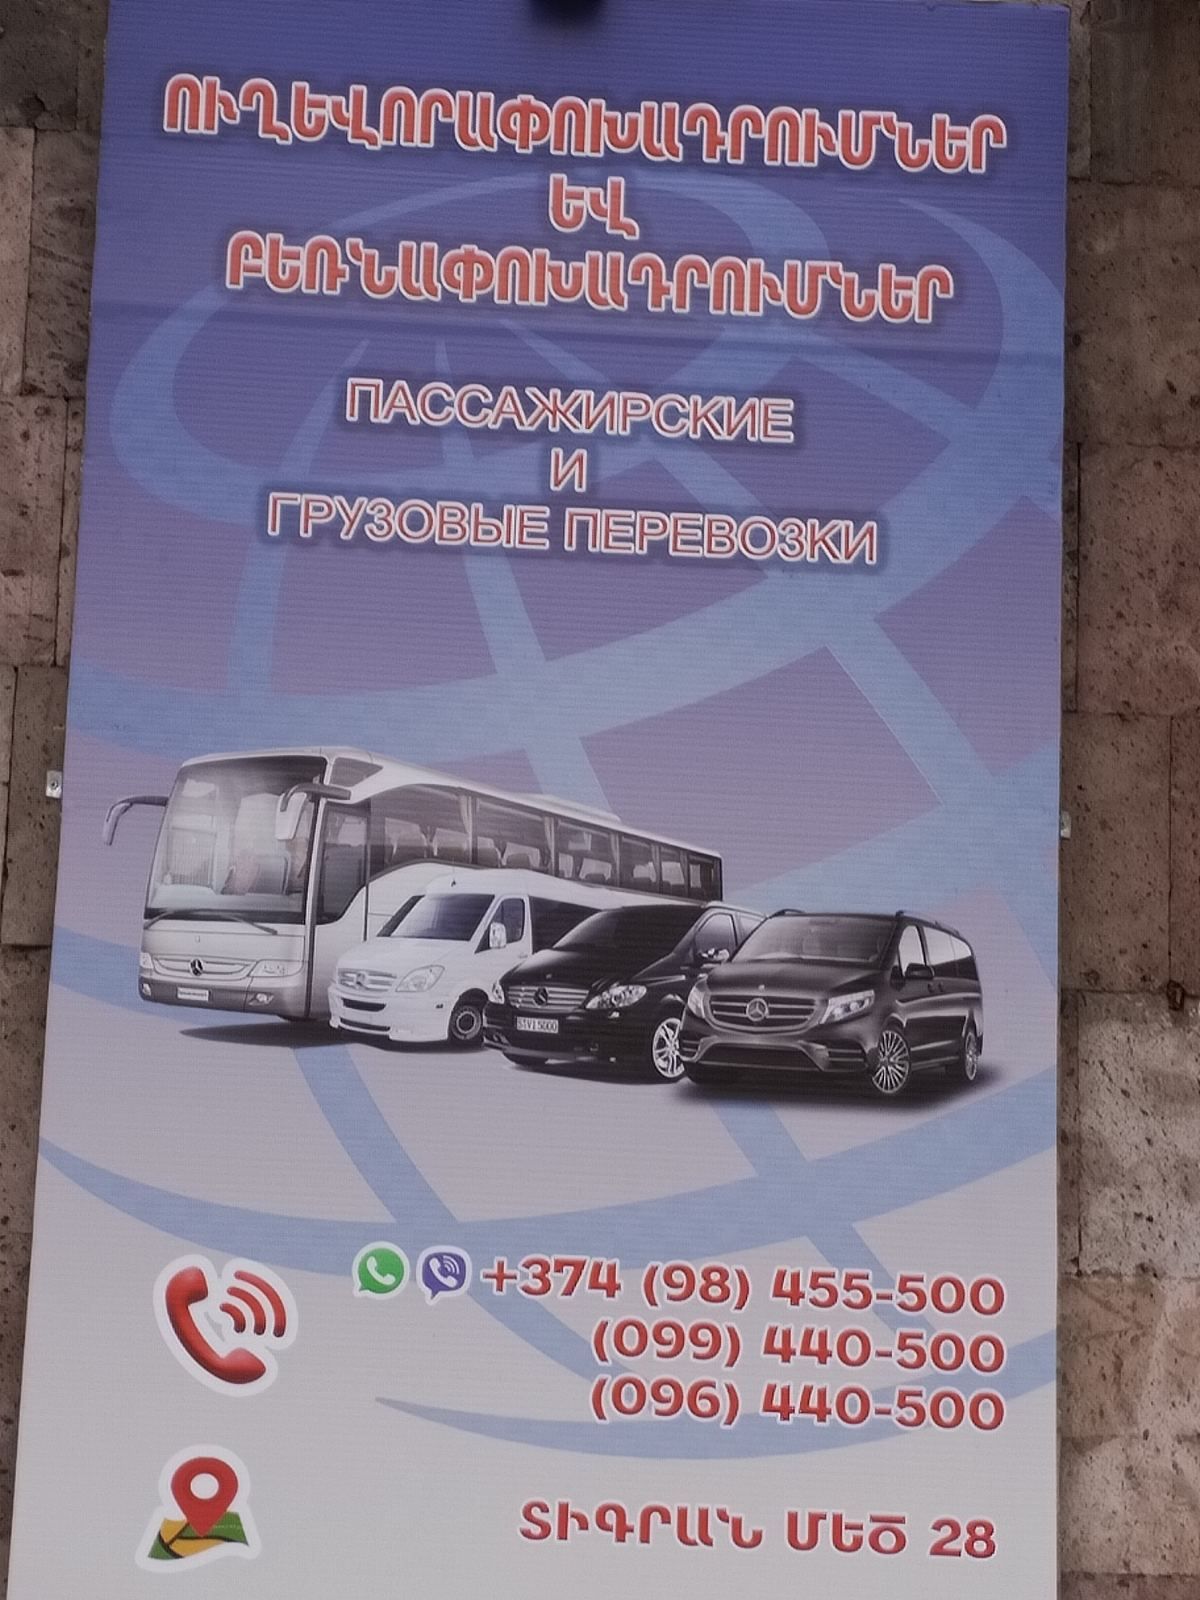 ՈՒՂԵՎՈՐԱՓՈԽԱԴՐՈՒՄՆԵՐ
ԵՎ
ԲԵՌՆԱՓՈԽԱԴՐՈՒՄՆԵՐ
ПАССАЖИРСКИЕ
И
ГРУЗОВЫЕ ПЕРЕВОЗКИ
+374 (98) 455-500
(099) 440-500
(096) 440-500
ՏԻԳՐԱՆ ՄԵԾ 28